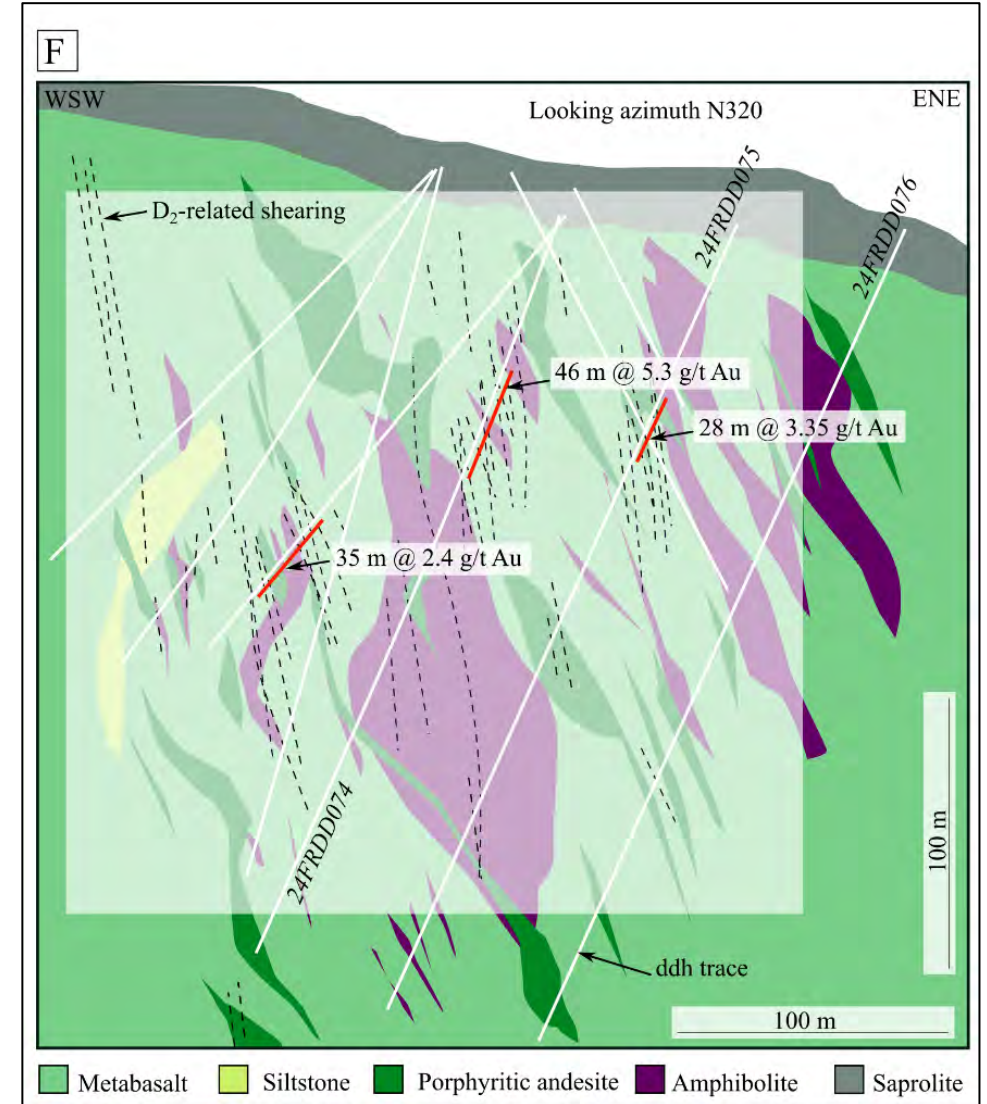 F
WSW
ENE
Looking azimuth N320
24FRDD075
24FRDD076
D₂-related shearing
46 m @ 5.3 g/t Au
28 m @ 3.35 g/t Au
35 m @ 2.4 g/t Au
24FRDD074
100 m
ddh trace
100 m
Metabasalt
Siltstone
Porphyritic andesite
Amphibolite
Saprolite